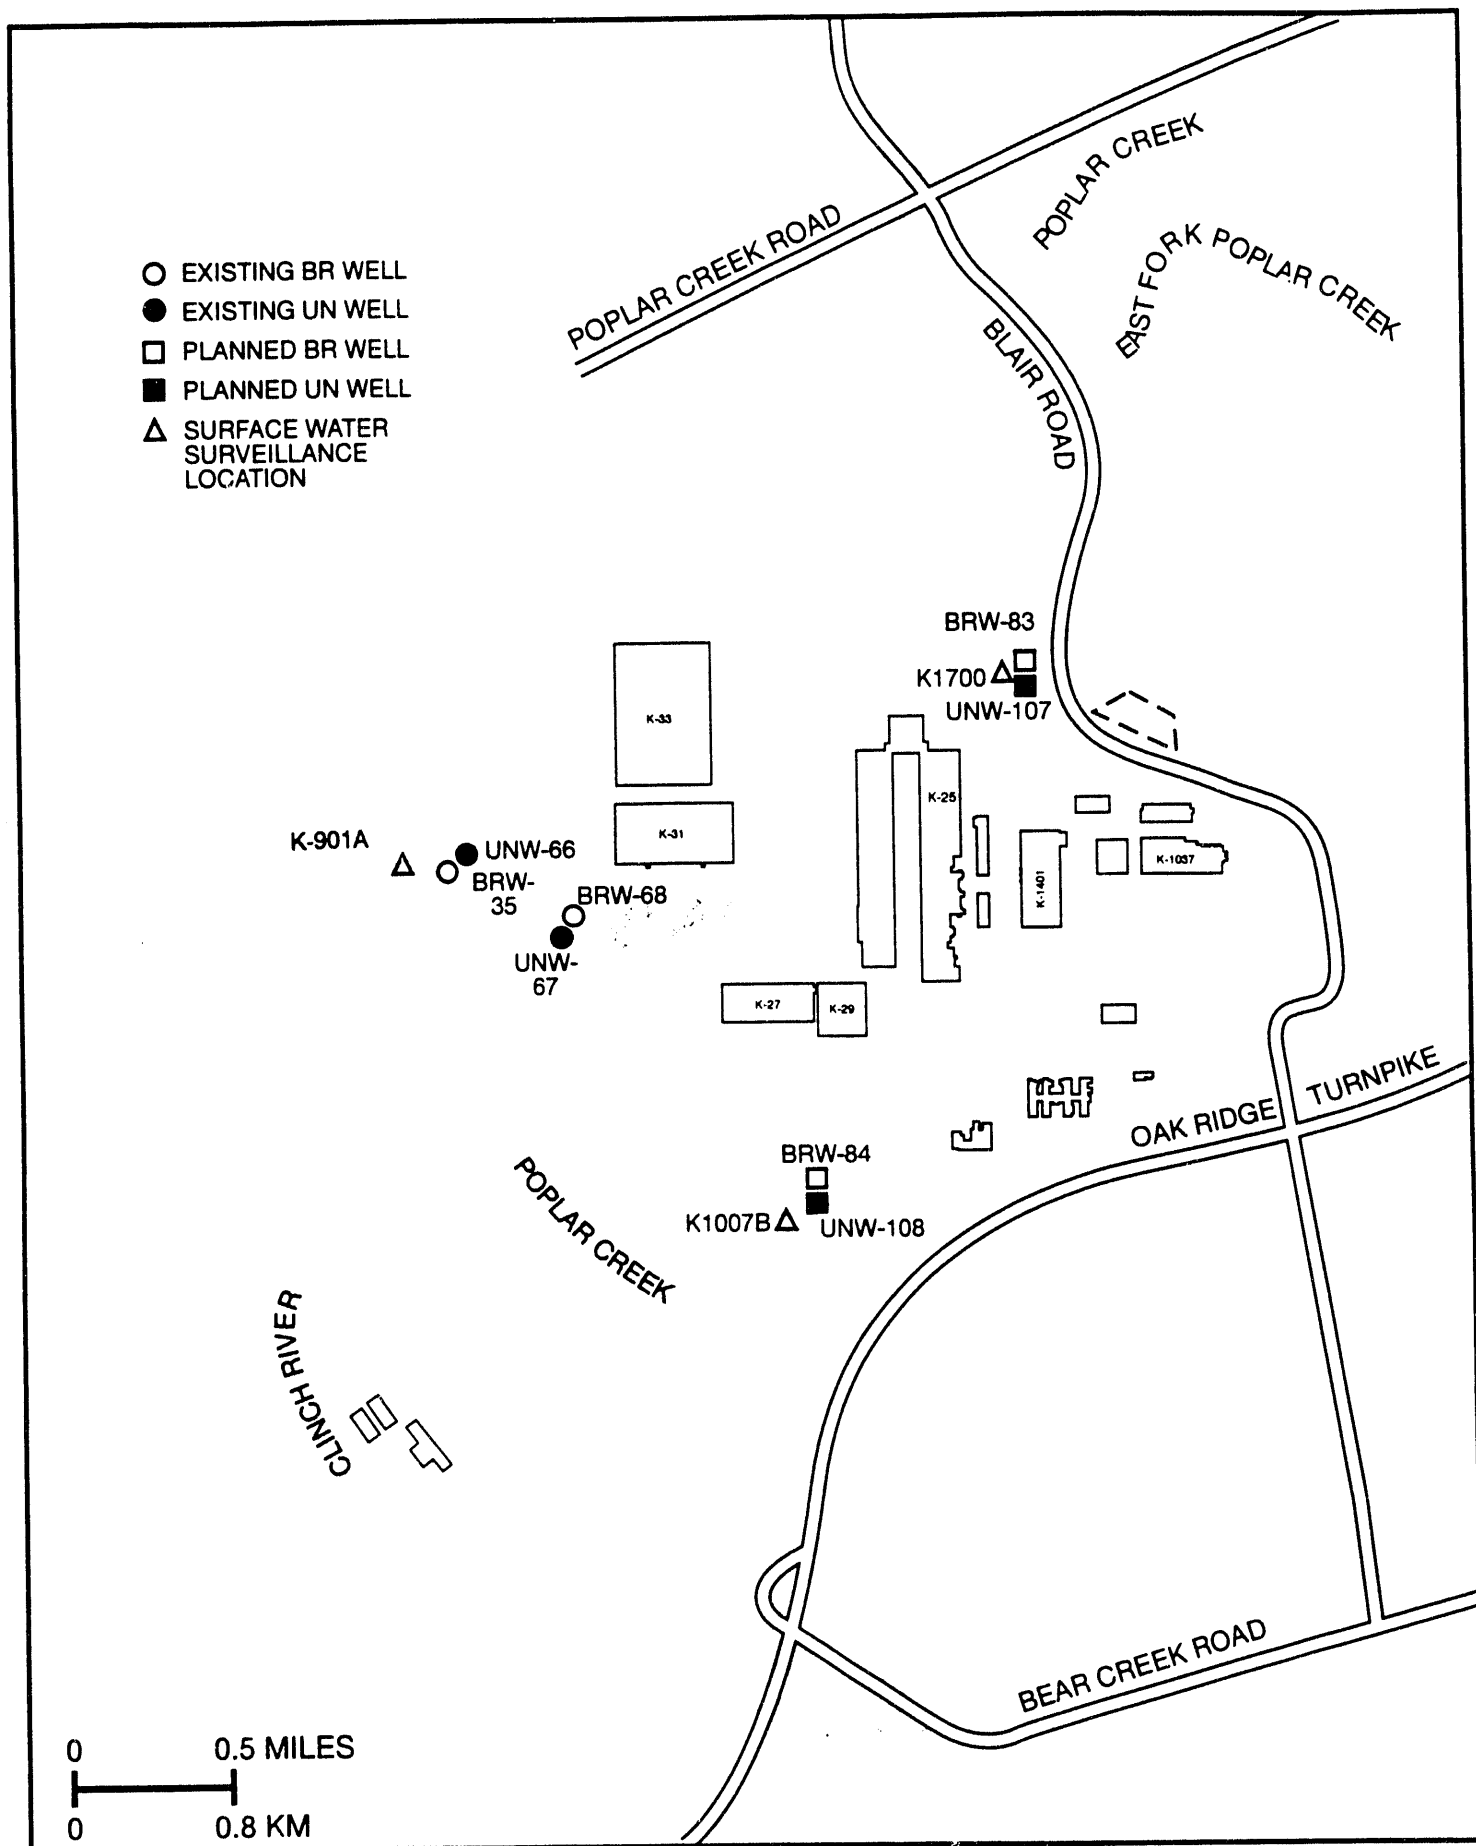 POPLAR CREEK
EAST FORK POPLAR CREEK
POPLAR CREEK ROAD
BLAIR ROAD
EXISTING BR WELL
EXISTING UN WELL
PLANNED BR WELL
PLANNED UN WELL
SURFACE WATER
SURVEILLANCE
LOCATION
BRW-83
K1700
UNW-107
K-33
K-25
K-31
K-1401
K-1037
K-901A
UNW-66
BRW-
35
BRW-68
UNW-
67
K-27
K-29
OAK RIDGE TURNPIKE
BRW-84
K1007B
UNW-108
POPLAR CREEK
CLINCH RIVER
BEAR CREEK ROAD
0 0.5 MILES
0 0.8 KM